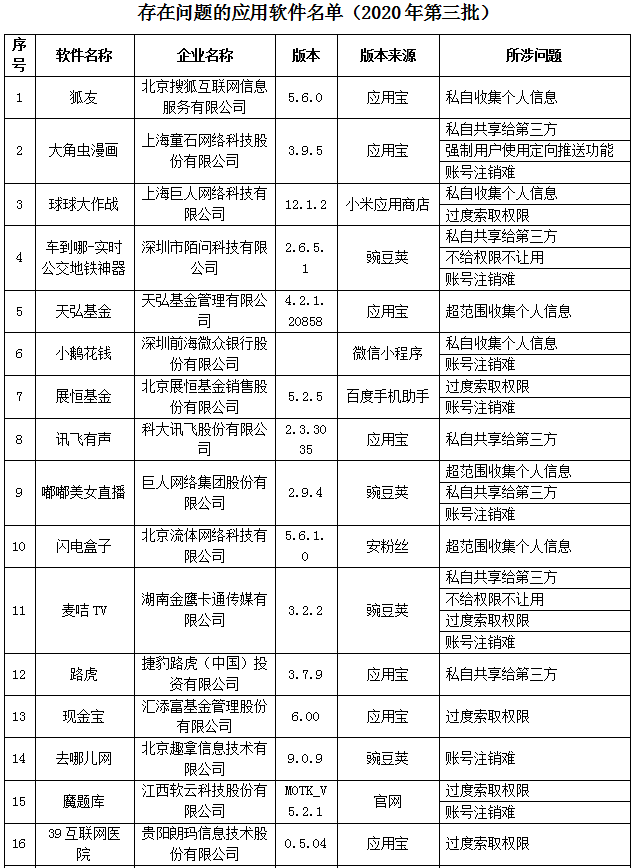 存在问题的应用软件名单（2020年第三批）
序号 软件名称 企业名称 版本 版本来源 所涉问题
1 狐友 北京搜狐互联网信息服务有限公司 5.6.0 应用宝 私自收集个人信息
2 大角虫漫画 上海童石网络科技股份有限公司 3.9.5 应用宝 私自共享给第三方
强制用户使用定向推送功能
账号注销难
3 球球大作战 上海巨人网络科技有限公司 12.1.2 小米应用商店 私自收集个人信息
过度索取权限
4 车到哪-实时公交地铁神器 深圳市陌问科技有限公司 2.6.5.1 豌豆荚 私自共享给第三方
不给权限不让用
账号注销难
5 天弘基金 天弘基金管理有限公司 4.2.1.20858 应用宝 超范围收集个人信息
6 小鹅花钱 深圳前海微众银行股份有限公司 微信小程序 私自收集个人信息
账号注销难
7 展恒基金 北京展恒基金销售股份有限公司 5.2.5 百度手机助手 过度索取权限
账号注销难
8 讯飞有声 科大讯飞股份有限公司 2.3.3035 应用宝 私自共享给第三方
9 嘟嘟美女直播 巨人网络集团股份有限公司 2.9.4 豌豆荚 超范围收集个人信息
私自共享给第三方
账号注销难
10 闪电盒子 北京流体网络科技有限公司 5.6.1.0 安粉丝 超范围收集个人信息
11 麦咭TV 湖南金鹰卡通传媒有限公司 3.2.2 豌豆荚 私自共享给第三方
不给权限不让用
过度索取权限
账号注销难
12 路虎 捷豹路虎（中国）投资有限公司 3.7.9 应用宝 私自共享给第三方
13 现金宝 汇添富基金管理股份有限公司 6.00 应用宝 过度索取权限
14 去哪儿网 北京趣拿信息技术有限公司 9.0.9 豌豆荚 账号注销难
15 魔题库 江西软云科技股份有限公司 MOTK_V5.2.1 官网 过度索取权限
账号注销难
16 39互联网医院 贵阳朗玛信息技术股份有限公司 0.5.04 应用宝 过度索取权限